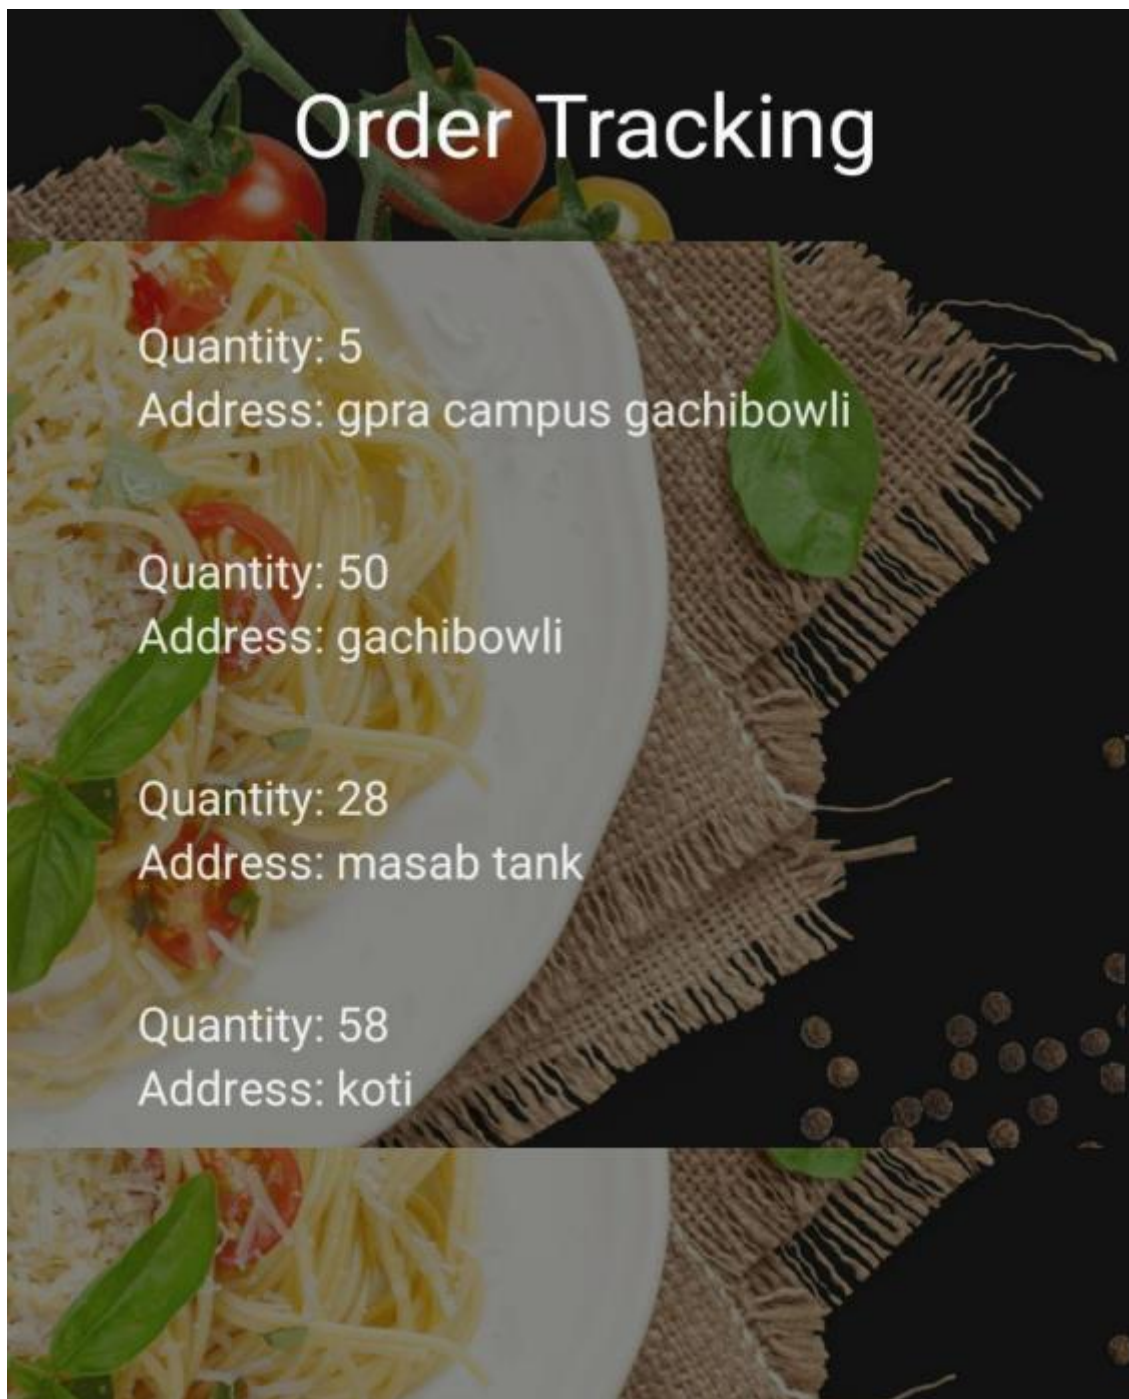 Order Tracking
Quantity: 5
Address: gpra campus gachibowli
Quantity: 50
Address: gachibowli
Quantity: 28
Address: masab tank
Quantity: 58
Address: koti